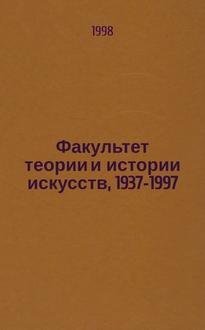 1998
Факультет
теории и истории
искусств, 1937-1997